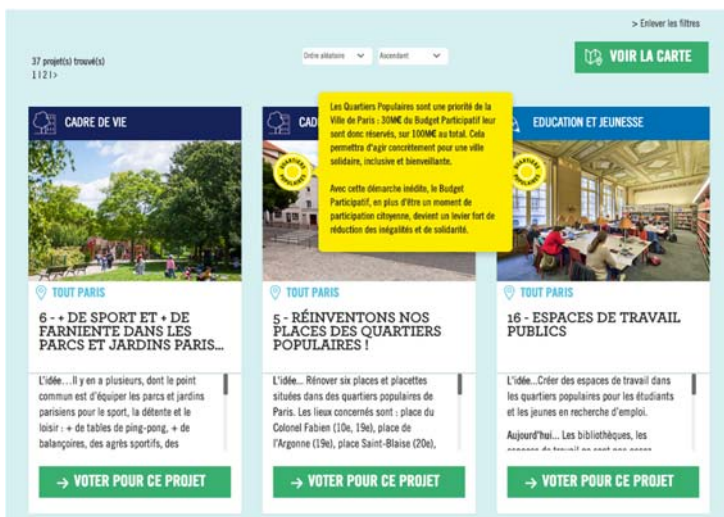 > Enlever les filtres
37 projet(s) trouvé(s)
1 | 2 | >
Ordre aléatoire
Ascendant
VOIR LA CARTE
CADRE DE VIE
QUARTIERS
POPULAIRES
TOUT PARIS
6 - + DE SPORT ET + DE
FARNIENTE DANS LES
PARCS ET JARDINS PARIS...
L'idée... Il y en a plusieurs, dont le point
commun est d'équiper les parcs et jardins
parisiens pour le sport, la détente et le
loisir : + de tables de ping-pong, + de
balançoires, des agrès sportifs, des
→ VOTER POUR CE PROJET
CAD
Les Quartiers Populaires sont une priorité de la
Ville de Paris : 30M€ du Budget Participatif leur
sont donc réservés, sur 100M€ au total. Cela
permettra d'agir concrètement pour une ville
solidaire, inclusive et bienveillante.
Avec cette démarche inédite, le Budget
Participatif, en plus d'être un moment de
participation citoyenne, devient un levier fort de
réduction des inégalités et de solidarité.
TOUT PARIS
5 - RÉINVENTONS NOS
PLACES DES QUARTIERS
POPULAIRES !
L'idée... Rénover six places et placettes
situées dans des quartiers populaires de
Paris. Les lieux concernés sont : place du
Colonel Fabien (10e, 19e), place de
l'Argonne (19e), place Saint-Blaise (20e),
→ VOTER POUR CE PROJET
EDUCATION ET JEUNESSE
QUARTIERS
POPULAIRES
TOUT PARIS
16 - ESPACES DE TRAVAIL
PUBLICS
L'idée...Créer des espaces de travail dans
les quartiers populaires pour les étudiants
et les jeunes en recherche d'emploi.
Aujourd'hui... Les bibliothèques, les
espaces de travail ne sont pas assez
→ VOTER POUR CE PROJET